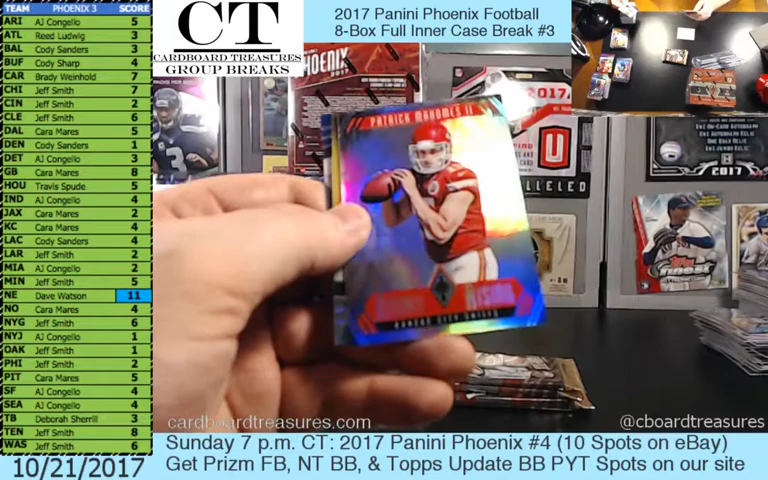 TEAM PHOENIX 3 SCORE
ARI AJ Congello 5
ATL Reed Ludwig 3
BAL Cody Sanders 3
BUF Cody Sharp 4
CAR Brady Weinhold 7
CHI Jeff Smith 7
CIN Jeff Smith 2
CLE Jeff Smith 6
DAL Cara Mares 5
DEN Cody Sanders 1
DET AJ Congello 3
GB Cara Mares 8
HOU Travis Spude 5
IND AJ Congello 4
JAX Cara Mares 2
KC Cara Mares 4
LAC Cody Sanders 4
LAR Jeff Smith 2
MIA AJ Congello 2
MIN Jeff Smith 5
NE Dave Watson 11
NO Cara Mares 4
NYG Jeff Smith 6
NYJ AJ Congello 1
OAK Jeff Smith 1
PHI Jeff Smith 2
PIT Cara Mares 5
SF AJ Congello 4
SEA AJ Congello 4
TB Deborah Sherrill 3
TEN Jeff Smith 8
WAS Jeff Smith 6
10/21/2017
CT
CARDBOARD TREASURES
GROUP BREAKS
2017 Panini Phoenix Football
8-Box Full Inner Case Break #3
PHOENIX
2017
PATRICK MAHOMES II
RISING
KANSAS CITY CHIEFS
2017
U
LLELED
2017
TOPPS
FINEST
cardboardtreasures.com
@cboardtreasures
Sunday 7 p.m. CT: 2017 Panini Phoenix #4 (10 Spots on eBay)
Get Prizm FB, NT BB, & Topps Update BB PYT Spots on our site